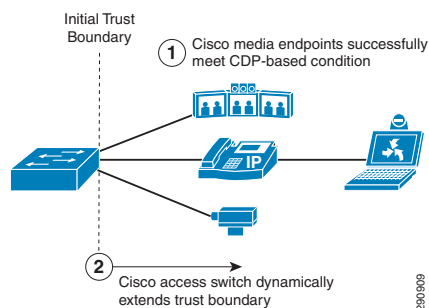 Initial Trust
Boundary
1 Cisco media endpoints successfully
meet CDP-based condition
IP
2
Cisco access switch dynamically
extends trust boundary
290909